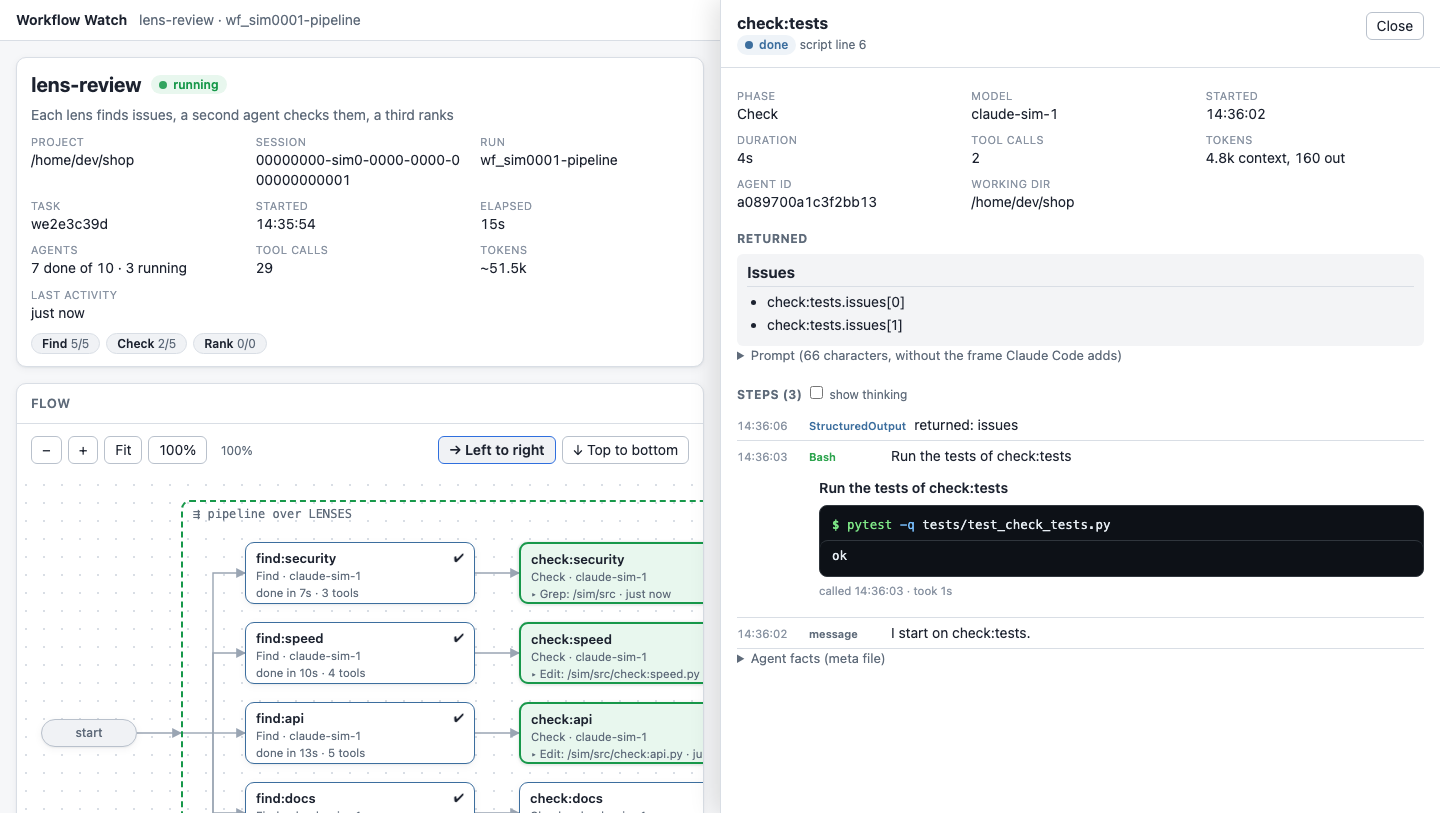 Workflow Watch lens-review · wf_sim0001-pipeline
lens-review running
Each lens finds issues, a second agent checks them, a third ranks
PROJECT SESSION RUN
/home/dev/shop 00000000-sim0-0000-0000-0 wf_sim0001-pipeline
00000000001
TASK STARTED ELAPSED
we2e3c39d 14:35:54 15s
AGENTS TOOL CALLS TOKENS
7 done of 10 · 3 running 29 ~51.5k
LAST ACTIVITY
just now
Find 5/5 Check 2/5 Rank 0/0
FLOW
− + Fit 100% 100% → Left to right ↓ Top to bottom
⇶ pipeline over LENSES
find:security ✔
Find · claude-sim-1
done in 7s · 3 tools
check:security
Check · claude-sim-1
▸ Grep: /sim/src · just now
find:speed ✔
Find · claude-sim-1
done in 10s · 4 tools
check:speed
Check · claude-sim-1
▸ Edit: /sim/src/check:speed.py
start
find:api ✔
Find · claude-sim-1
done in 13s · 5 tools
check:api
Check · claude-sim-1
▸ Edit: /sim/src/check:api.py · ju
find:docs ✔
check:docs
check:tests
done script line 6
Close
PHASE MODEL STARTED
Check claude-sim-1 14:36:02
DURATION TOOL CALLS TOKENS
4s 2 4.8k context, 160 out
AGENT ID WORKING DIR
a089700a1c3f2bb13 /home/dev/shop
RETURNED
Issues
• check:tests.issues[0]
• check:tests.issues[1]
▶ Prompt (66 characters, without the frame Claude Code adds)
STEPS (3) show thinking
14:36:06 StructuredOutput returned: issues
14:36:03 Bash Run the tests of check:tests
Run the tests of check:tests
$ pytest -q tests/test_check_tests.py
ok
called 14:36:03 · took 1s
14:36:02 message I start on check:tests.
▶ Agent facts (meta file)